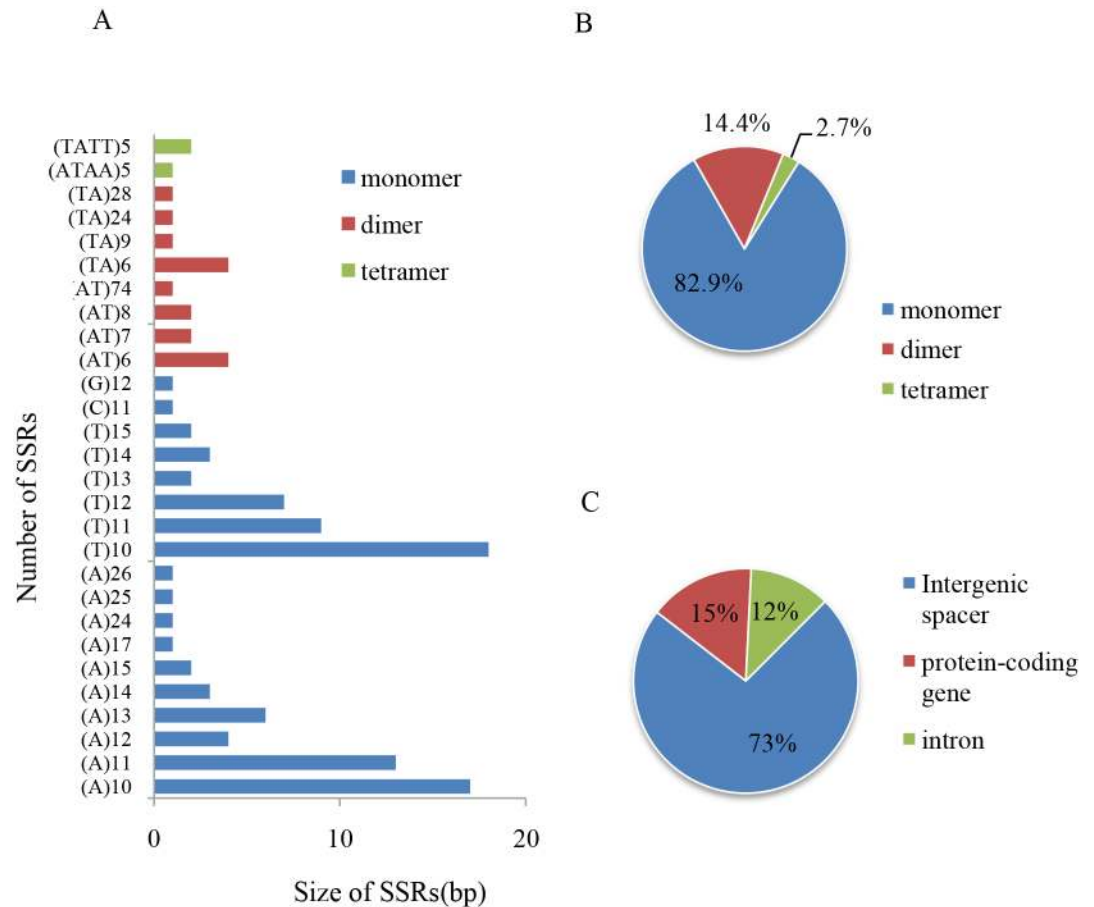 A
(TATT)5
(ATAA)5
(TA)28
(TA)24
(TA)9
(TA)6
AT)74
(AT)8
(AT)7
(AT)6
(G)12
(C)11
(T)15
(T)14
(T)13
(T)12
(T)11
(T)10
(A)26
(A)25
(A)24
(A)17
(A)15
(A)14
(A)13
(A)12
(A)11
(A)10
Number of SSRs
0 10 20
Size of SSRs(bp)
monomer
dimer
tetramer
B
14.4%
2.7%
82.9%
monomer
dimer
tetramer
C
15%
12%
73%
Intergenic
spacer
protein-coding
gene
intron